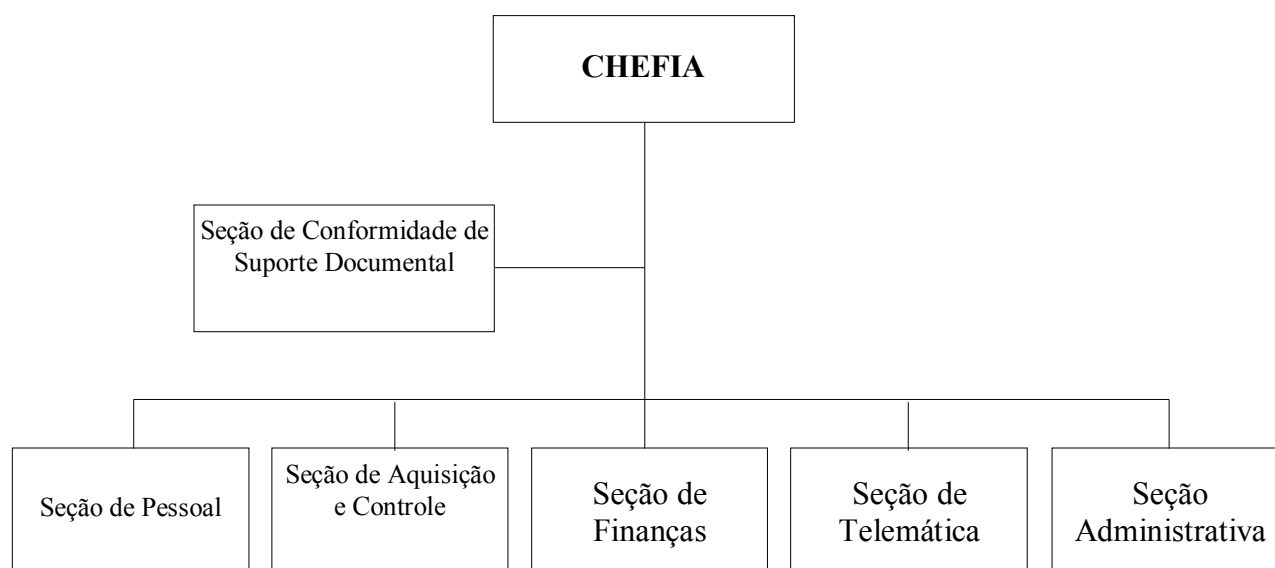 CHEFIA
Seção de Conformidade de
Suporte Documental
Seção de Pessoal
Seção de Aquisição
e Controle
Seção de
Finanças
Seção de
Telemática
Seção
Administrativa